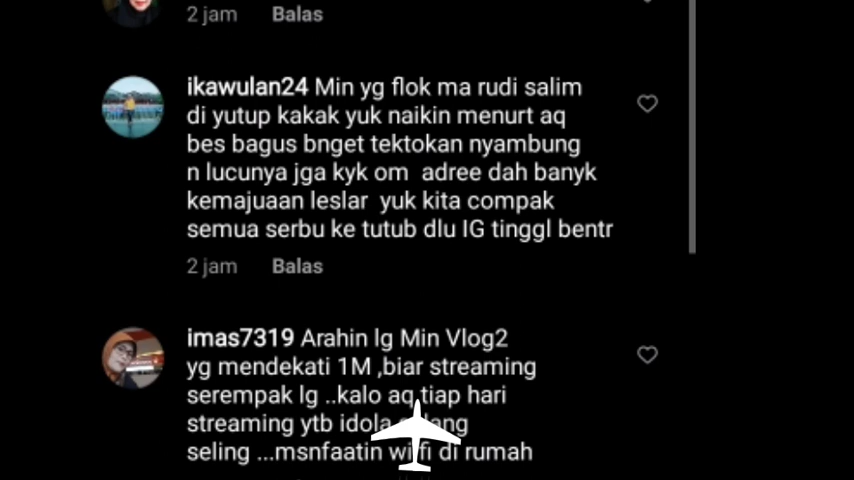 2 jam Balas
ikawulan24 Min yg flok ma rudi salim
di yutup kakak yuk naikin menurt aq
bes bagus bnget tektokan nyambung
n lucunya jga kyk om adree dah banyk
kemajuaan leslar yuk kita compak
semua serbu ke tutub dlu IG tinggl bentr
2 jam Balas
imas7319 Arahin lg Min Vlog2
yg mendekati 1M ,biar streaming
serempak lg ..kalo aq tiap hari
streaming ytb idola
seling ...msnfaatin wifi di rumah